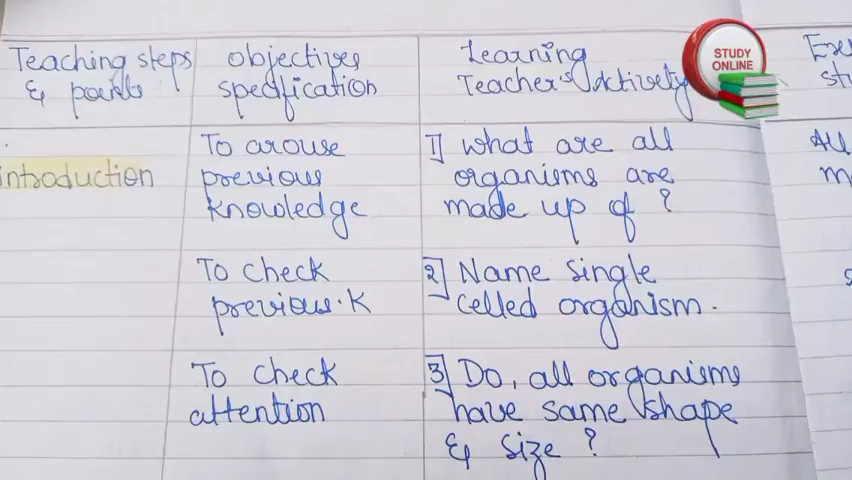 Teaching steps
& points
objectives
specification
Learning
Teacher's Activety
STUDY
ONLINE
introduction
To arouse
previous
knowledge
1] what are all
organisms are
made up of ?
To check
previous.K
2] Name single
celled organism.
To check
attention
3] Do, all organisms
have same shape
& size ?
All